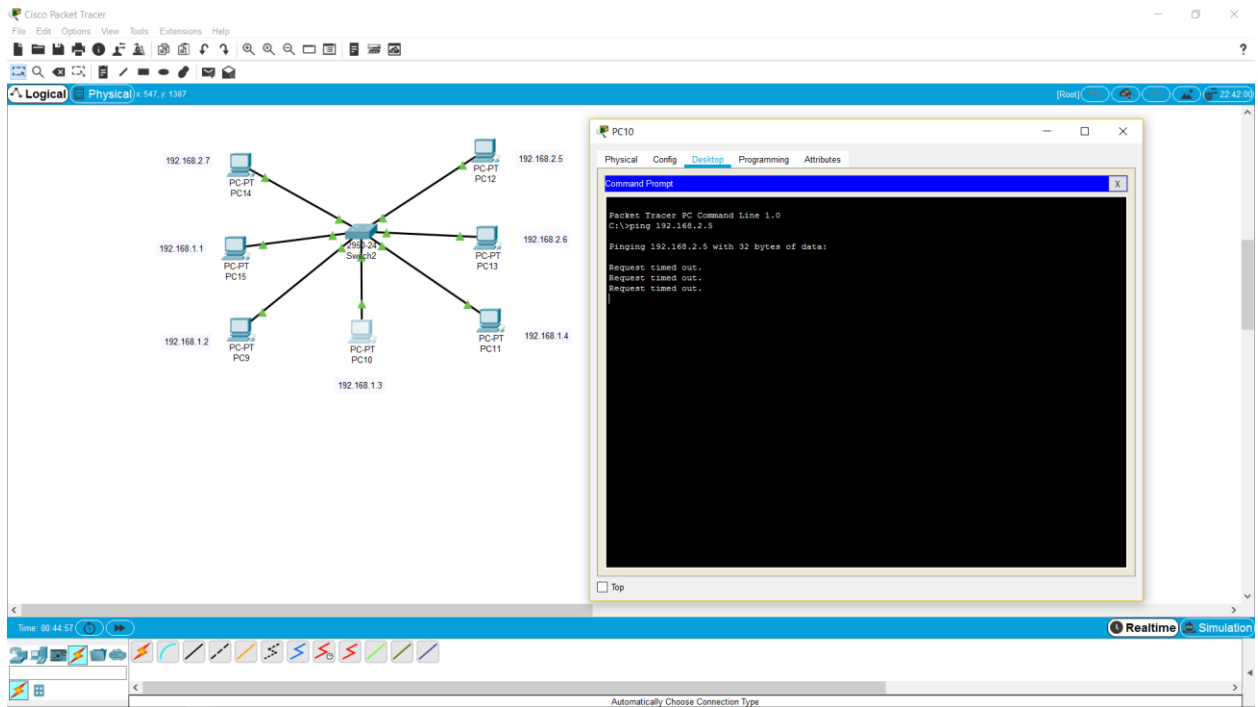 Cisco Packet Tracer
File Edit Options View Tools Extensions Help
?
Logical Physical x: 547, y: 1387 [Root] 22:42:00
192.168.2.7
PC-PT
PC14
192.168.2.5
PC-PT
PC12
192.168.1.1
PC-PT
PC15
2950-24
Switch2
192.168.2.6
PC-PT
PC13
192.168.1.2
PC-PT
PC9
PC-PT
PC10
192.168.1.3
PC-PT
PC11
192.168.1.4
PC10
Physical Config Desktop Programming Attributes
Command Prompt X
Packet Tracer PC Command Line 1.0
C:\>ping 192.168.2.5
Pinging 192.168.2.5 with 32 bytes of data:
Request timed out.
Request timed out.
Request timed out.
Top
Time: 00:44:57 Realtime Simulation
Automatically Choose Connection Type